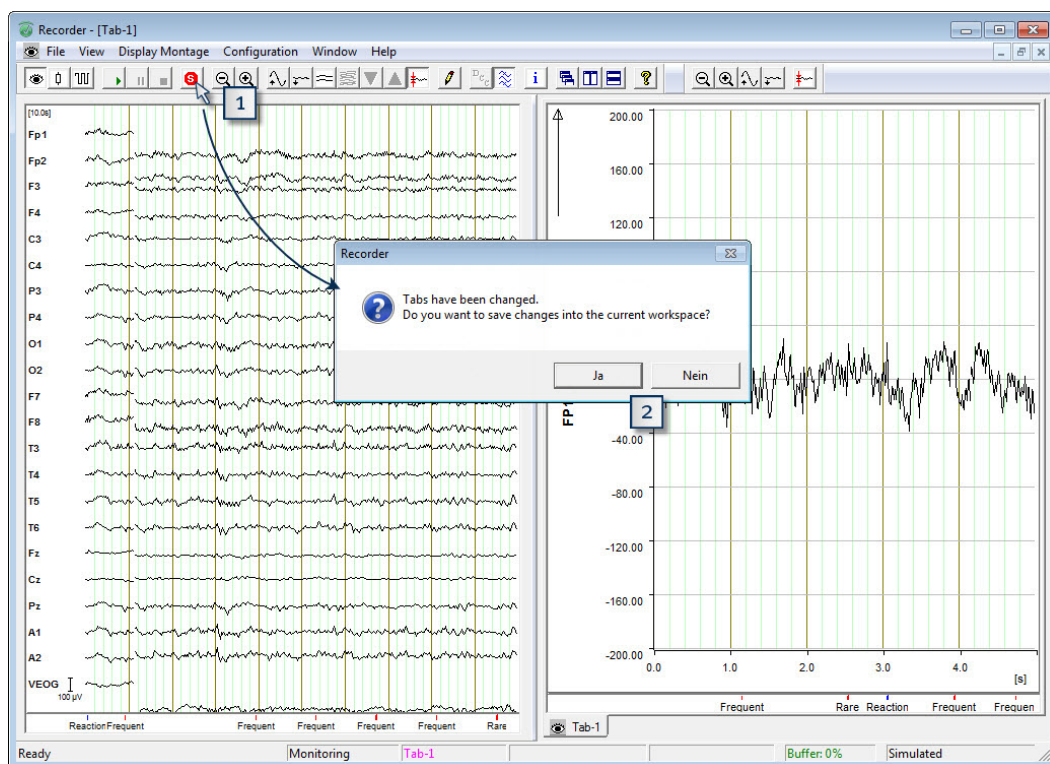 Recorder - [Tab-1]
File View Display Montage Configuration Window Help
S
D C C
i
?
1
[10.0s]
Fp1
Fp2
F3
F4
C3
C4
P3
P4
O1
O2
F7
F8
T3
T4
T5
T6
Fz
Cz
Pz
A1
A2
VEOG
100 µV
Reaction Frequent Frequent Frequent Frequent Frequent Rare
Recorder
?
Tabs have been changed.
Do you want to save changes into the current workspace?
Ja Nein
2
200.00
160.00
120.00
FP1
-40.00
-80.00
-120.00
-160.00
-200.00
0.0 1.0 2.0 3.0 4.0
[s]
Frequent Rare Reaction Frequent Frequen
Tab-1
Ready Monitoring Tab-1 Buffer: 0% Simulated